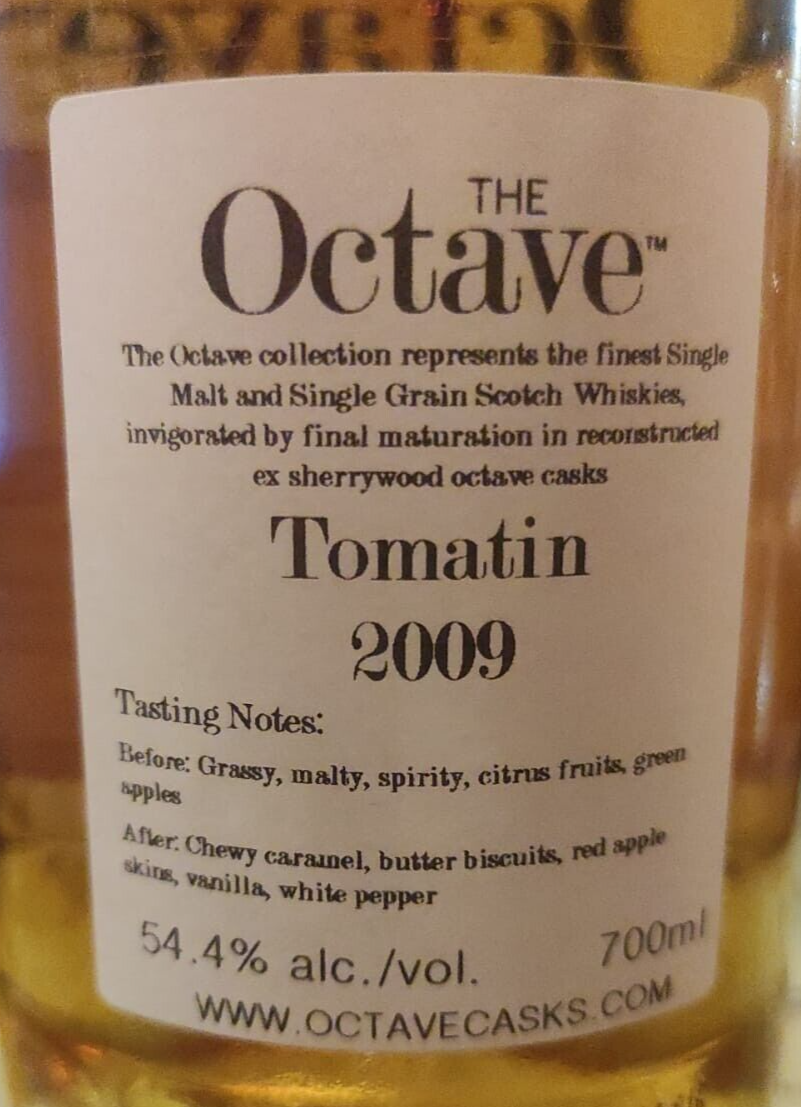 THE
Octave™
The Octave collection represents the finest Single
Malt and Single Grain Scotch Whiskies,
invigorated by final maturation in reconstructed
ex sherrywood octave casks
Tomatin
2009
Tasting Notes:
Before: Grassy, malty, spirity, citrus fruits, green
apples
After: Chewy caramel, butter biscuits, red apple
skins, vanilla, white pepper
54.4% alc./vol. 700ml
WWW.OCTAVECASKS.COM